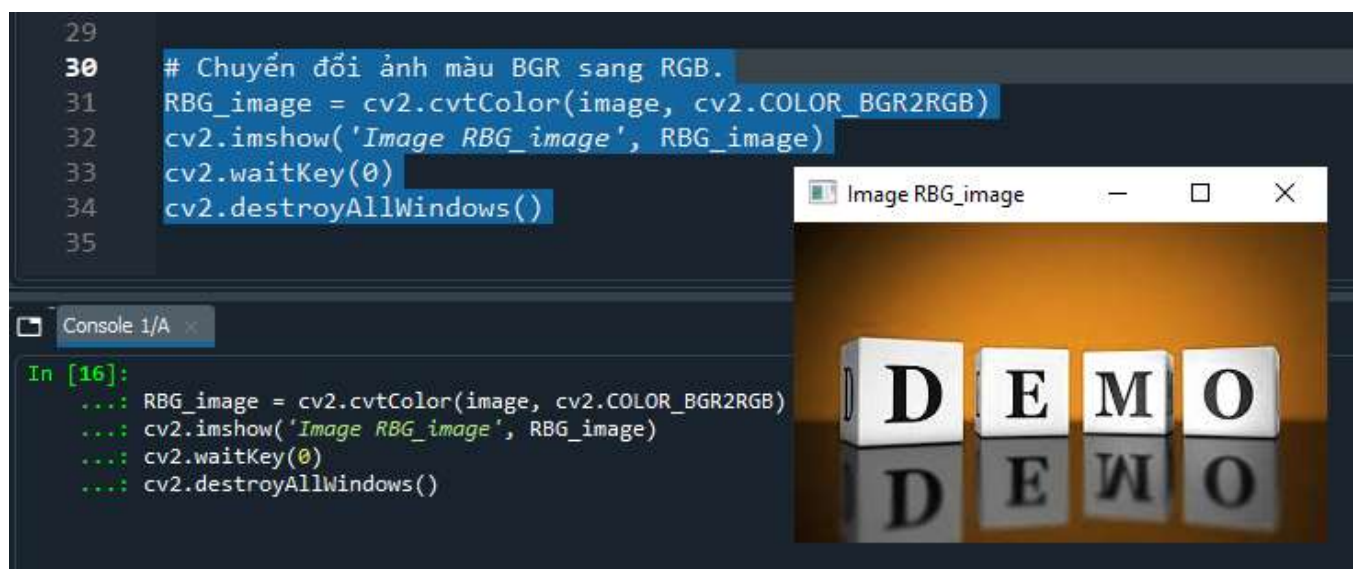 29
30 # Chuyển đổi ảnh màu BGR sang RGB.
31 RBG_image = cv2.cvtColor(image, cv2.COLOR_BGR2RGB)
32 cv2.imshow('Image RBG_image', RBG_image)
33 cv2.waitKey(0)
34 cv2.destroyAllWindows()
35
Image RBG_image
DEMO
DEMO
Console 1/A
In [16]:
...: RBG_image = cv2.cvtColor(image, cv2.COLOR_BGR2RGB)
...: cv2.imshow('Image RBG_image', RBG_image)
...: cv2.waitKey(0)
...: cv2.destroyAllWindows()